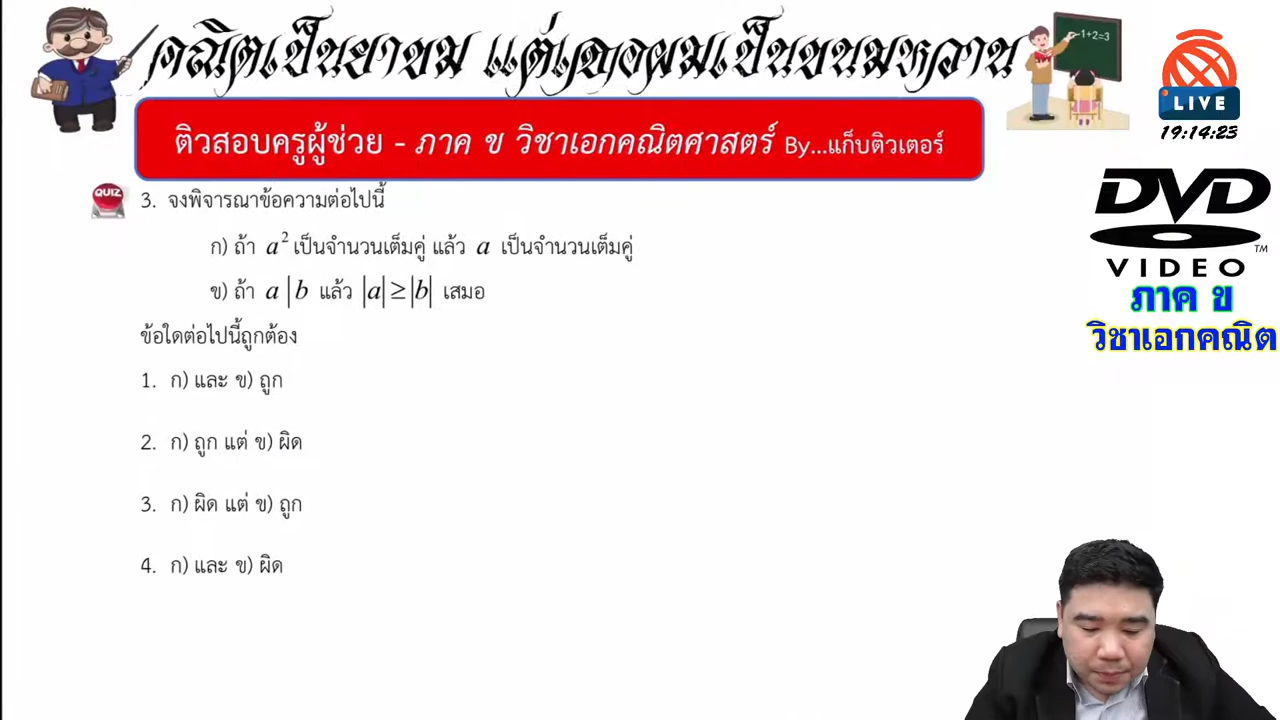 คณิตเป็นยาขม แต่เคอผมเป็นขนมหวาน
1+2=3
LIVE
19:14:23
ติวสอบครูผู้ช่วย - ภาค ข วิชาเอกคณิตศาสตร์ By...แก็บติวเตอร์
DVD
VIDEO
TM
ภาค ข
วิชาเอกคณิต
QUIZ
3. จงพิจารณาข้อความต่อไปนี้
ก) ถ้า a² เป็นจำนวนเต็มคู่ แล้ว a เป็นจำนวนเต็มคู่
ข) ถ้า a | b แล้ว |a| ≥ |b| เสมอ
ข้อใดต่อไปนี้ถูกต้อง
1. ก) และ ข) ถูก
2. ก) ถูก แต่ ข) ผิด
3. ก) ผิด แต่ ข) ถูก
4. ก) และ ข) ผิด